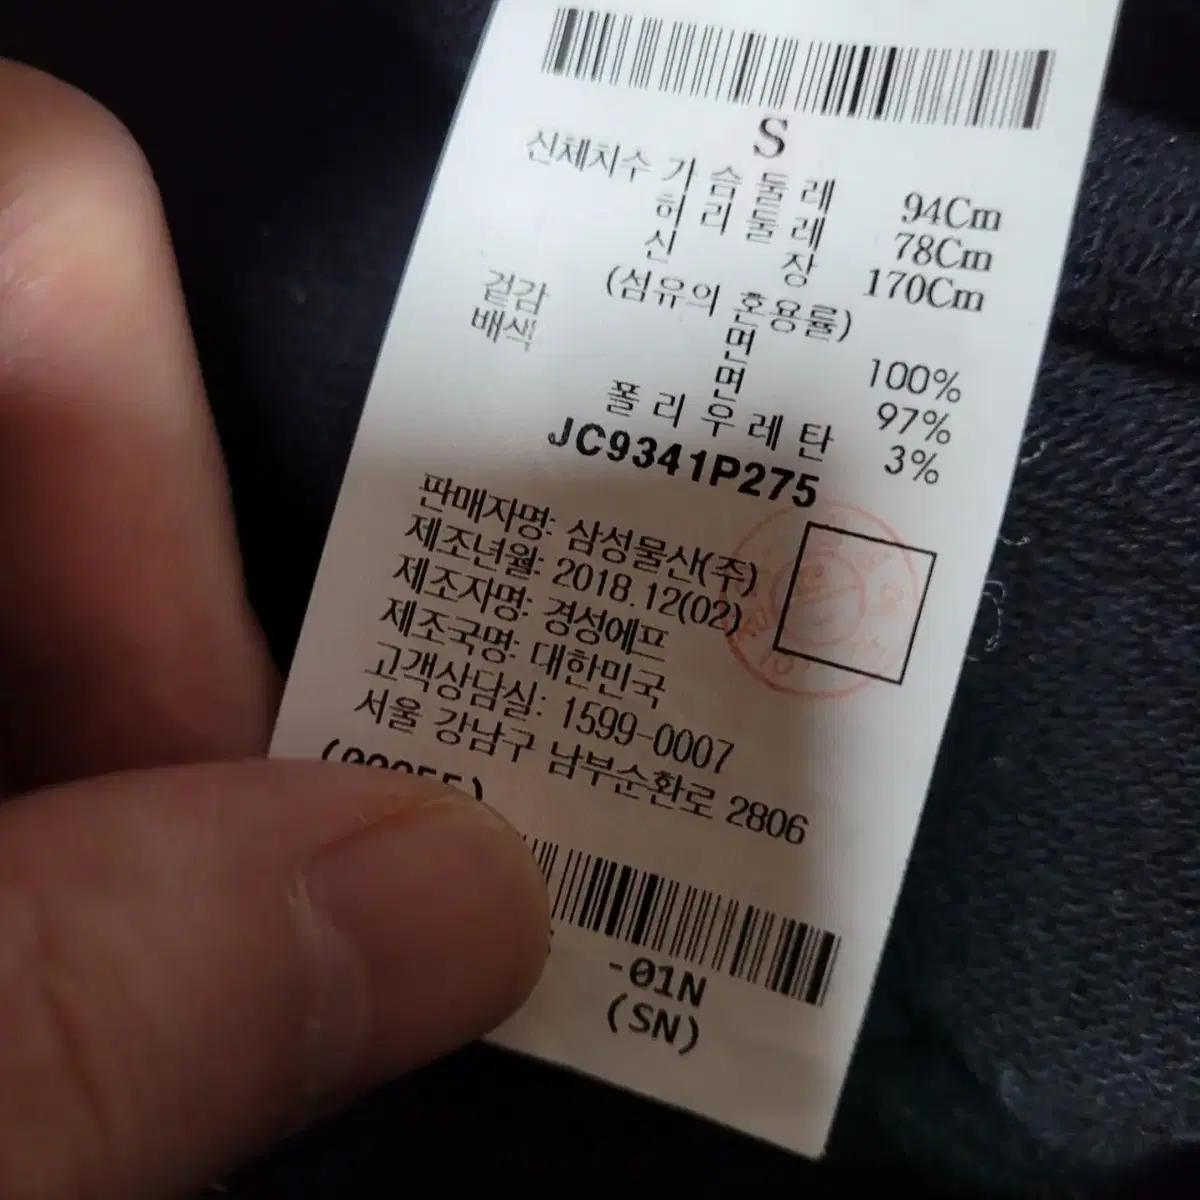 S
신체치수 가슴둘레 94Cm
허리둘레 78Cm
신장 170Cm
(섬유의 혼용률)
겉감 면 100%
배색 면 97%
폴리우레탄 3%
JC9341P275
판매자명: 삼성물산(주)
제조년월: 2018.12(02)
제조자명: 경성에프
제조국명: 대한민국
고객상담실: 1599-0007
서울 강남구 남부순환로 2806
-01N
(SN)